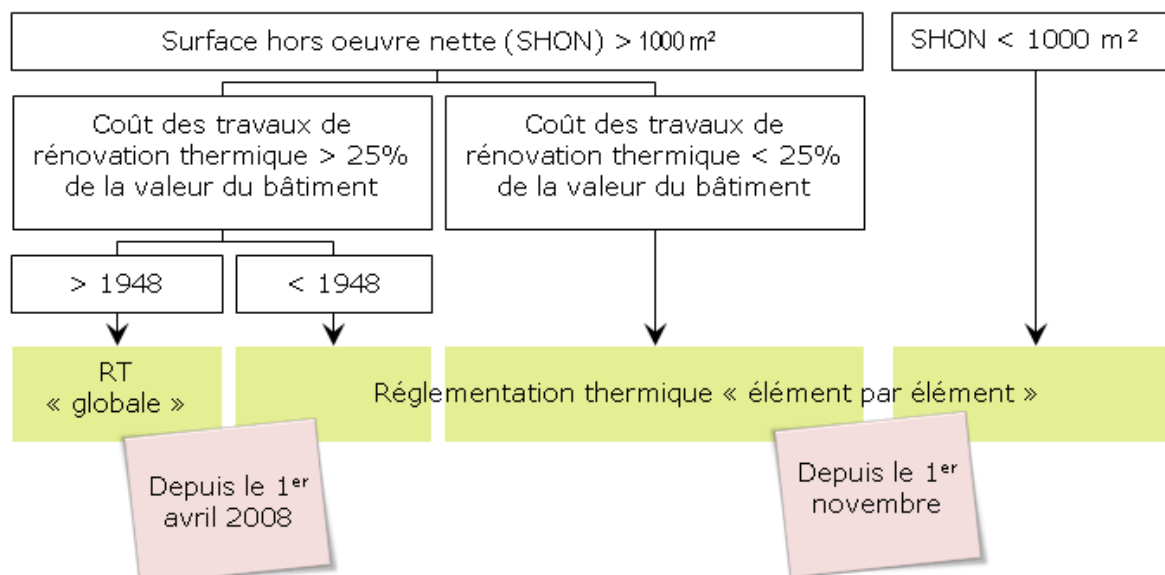 Surface hors oeuvre nette (SHON) > 1000 m²
SHON < 1000 m²
Coût des travaux de
rénovation thermique > 25%
de la valeur du bâtiment
Coût des travaux de
rénovation thermique < 25%
de la valeur du bâtiment
> 1948
< 1948
RT
« globale »
Réglementation thermique « élément par élément »
Depuis le 1er
avril 2008
Depuis le 1er
novembre